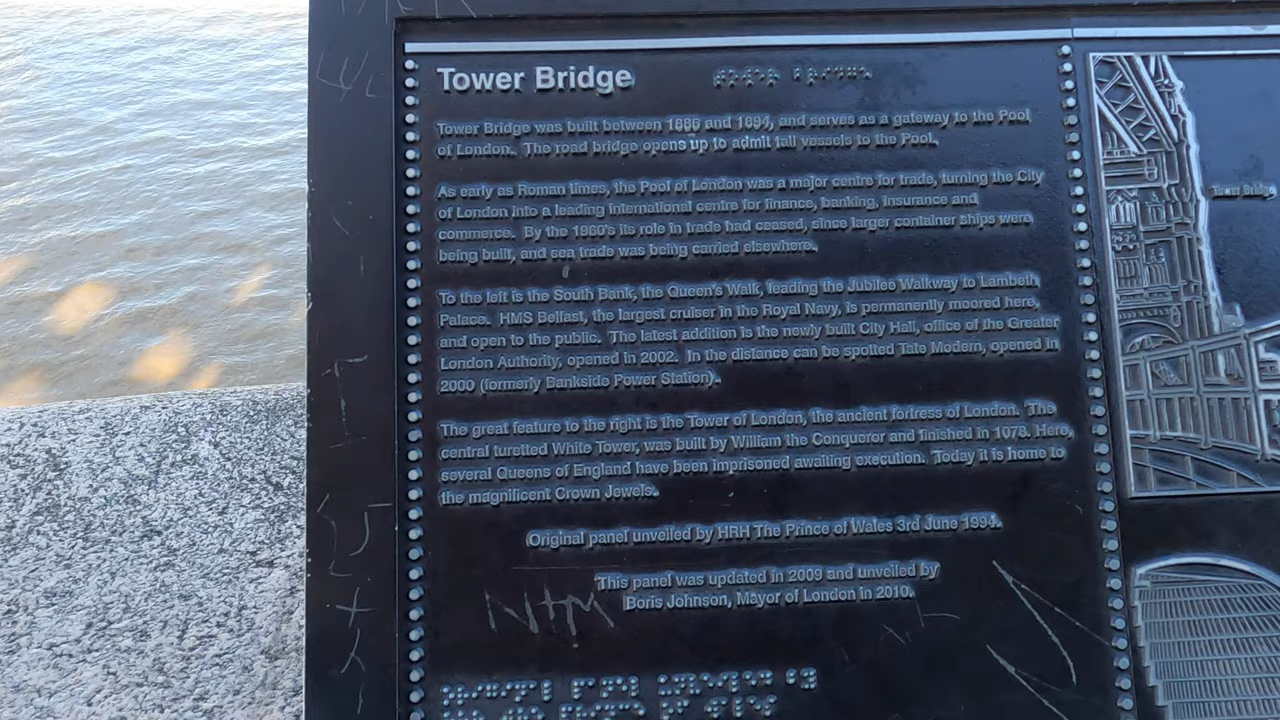 Tower Bridge
Tower Bridge was built between 1886 and 1894, and serves as a gateway to the Pool
of London. The road bridge opens up to admit tall vessels to the Pool.
As early as Roman times, the Pool of London was a major centre for trade, turning the City
of London into a leading international centre for finance, banking, insurance and
commerce. By the 1960's its role in trade had ceased, since larger container ships were
being built, and sea trade was being carried elsewhere.
To the left is the South Bank, the Queen's Walk, leading the Jubilee Walkway to Lambeth
Palace. HMS Belfast, the largest cruiser in the Royal Navy, is permanently moored here,
and open to the public. The latest addition is the newly built City Hall, office of the Greater
London Authority, opened in 2002. In the distance can be spotted Tate Modern, opened in
2000 (formerly Bankside Power Station).
The great feature to the right is the Tower of London, the ancient fortress of London. The
central turetted White Tower, was built by William the Conqueror and finished in 1078. Here,
several Queens of England have been imprisoned awaiting execution. Today it is home to
the magnificent Crown Jewels.
Original panel unveiled by HRH The Prince of Wales 3rd June 1994.
This panel was updated in 2009 and unveiled by
Boris Johnson, Mayor of London in 2010.
N+M
Tower Bridge